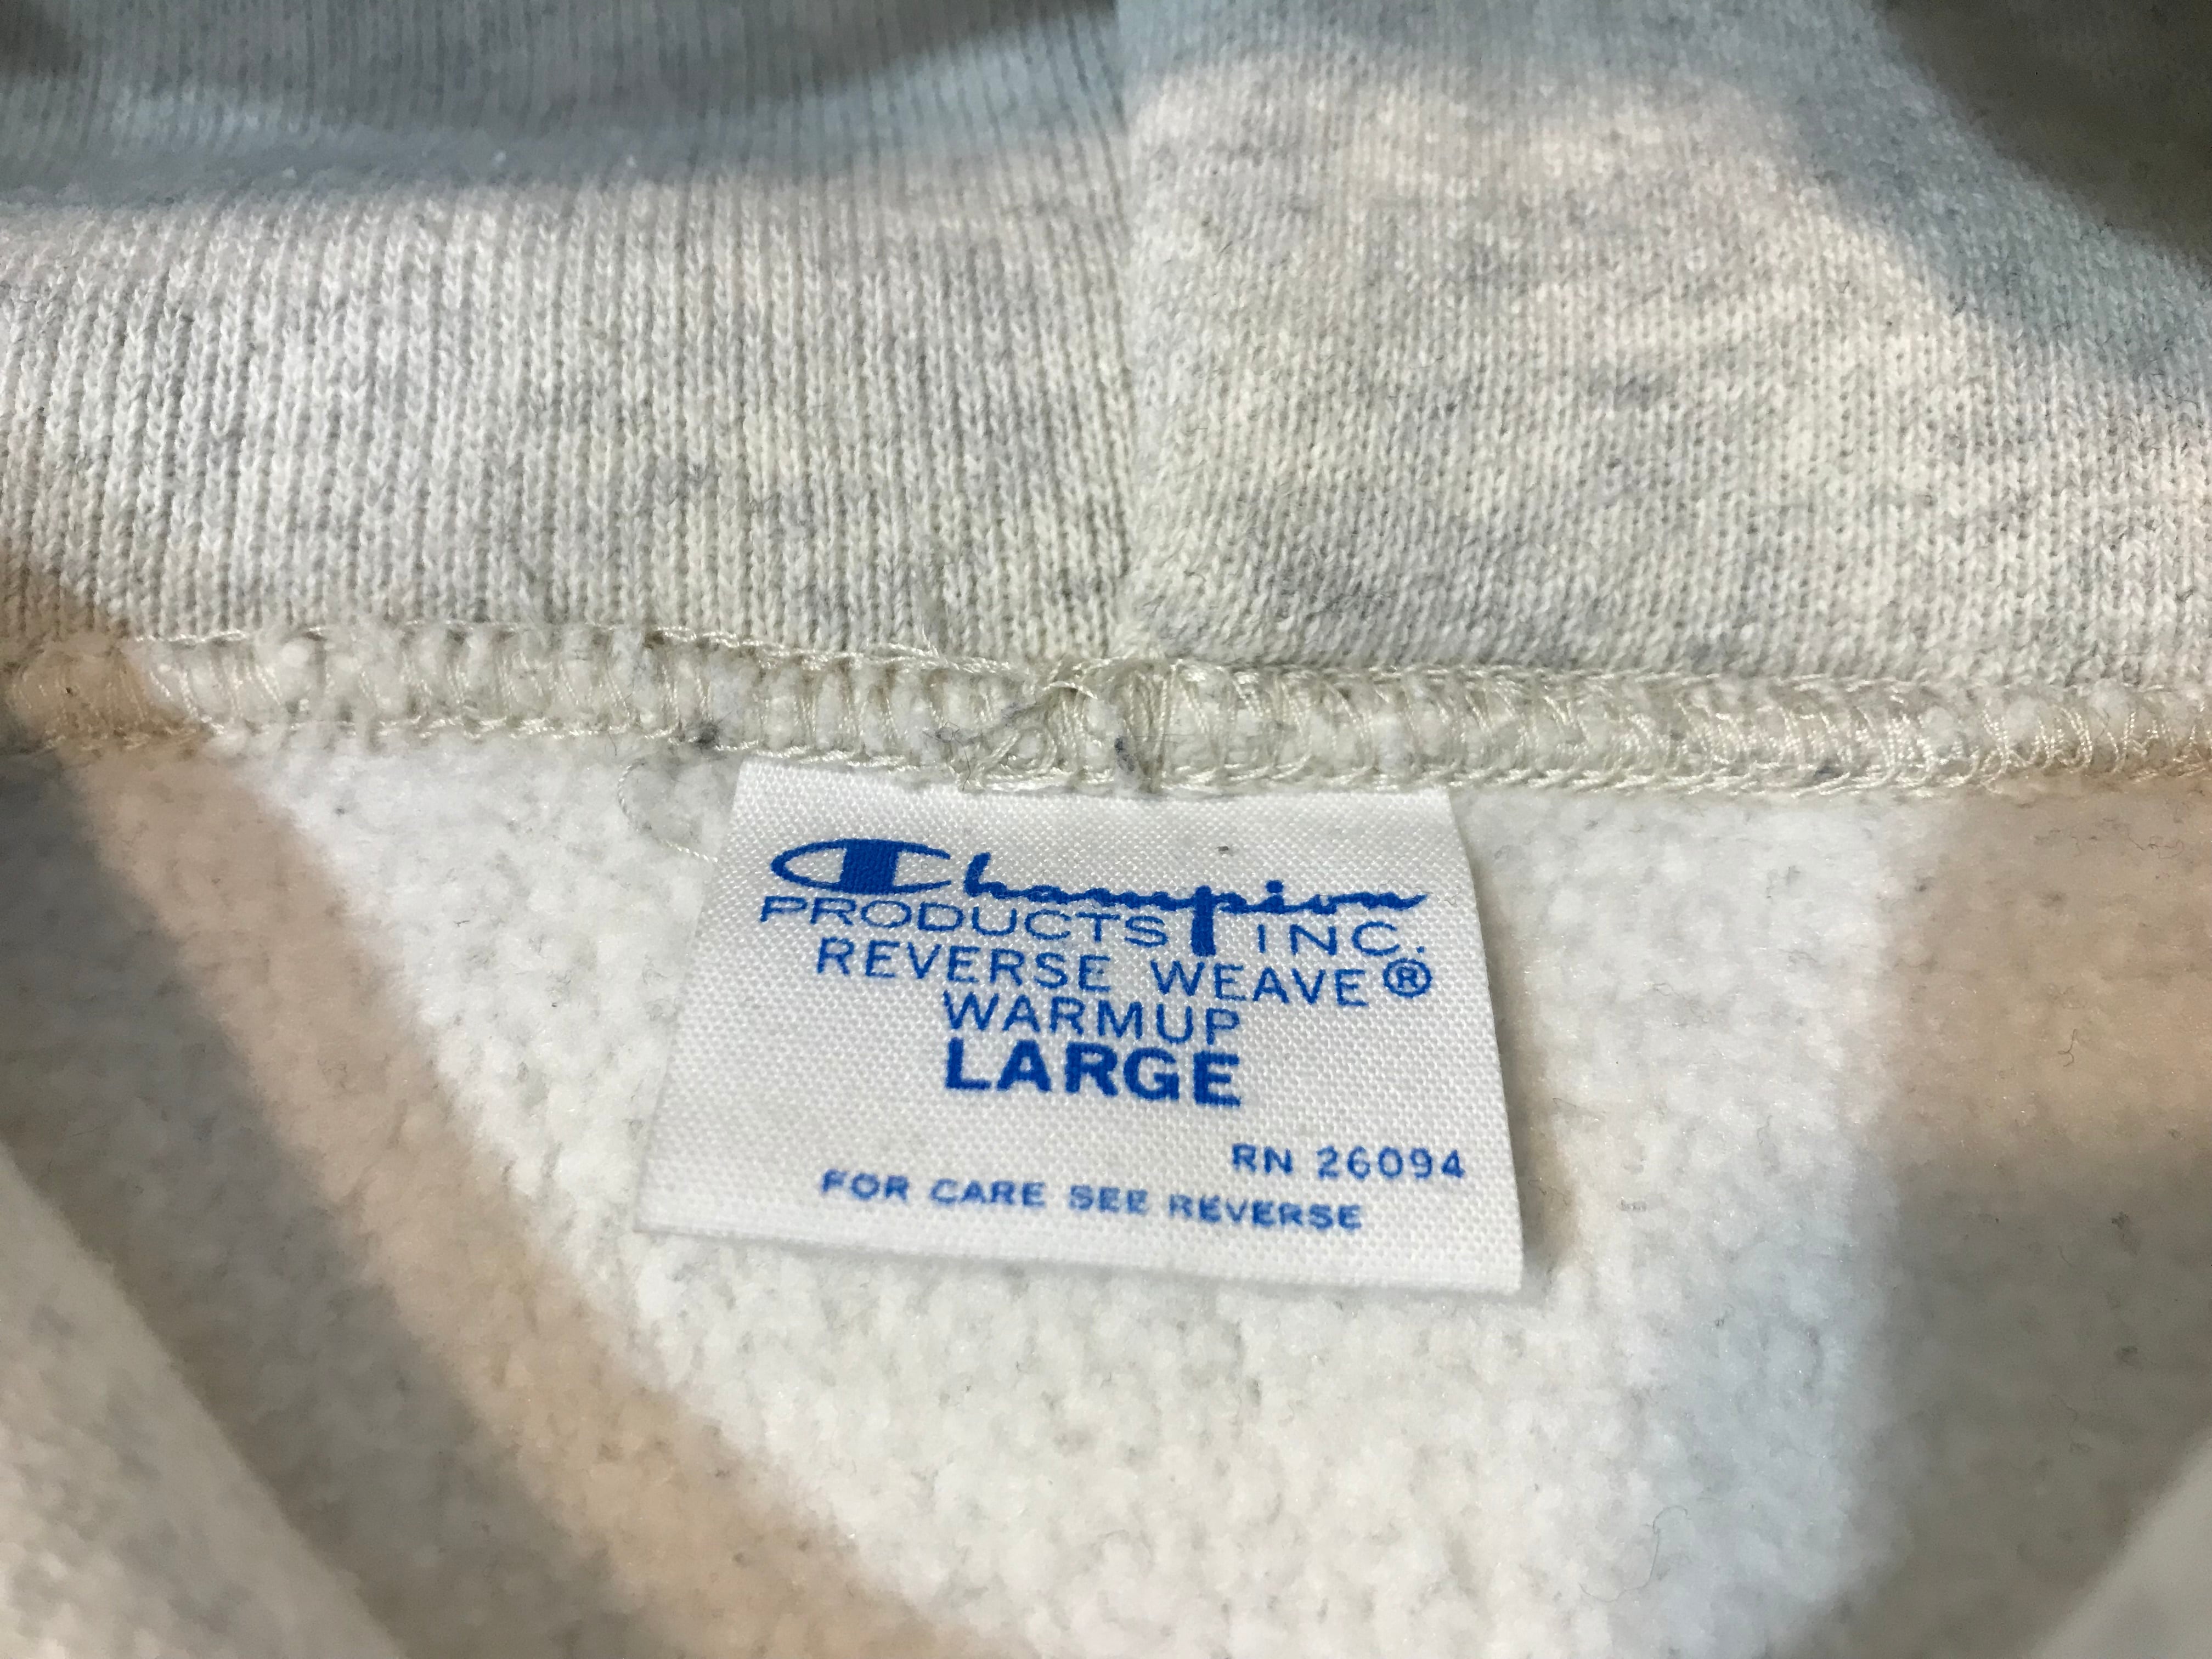 Champion
PRODUCTS INC.
REVERSE WEAVE®
WARMUP
LARGE
RN 26094
FOR CARE SEE REVERSE